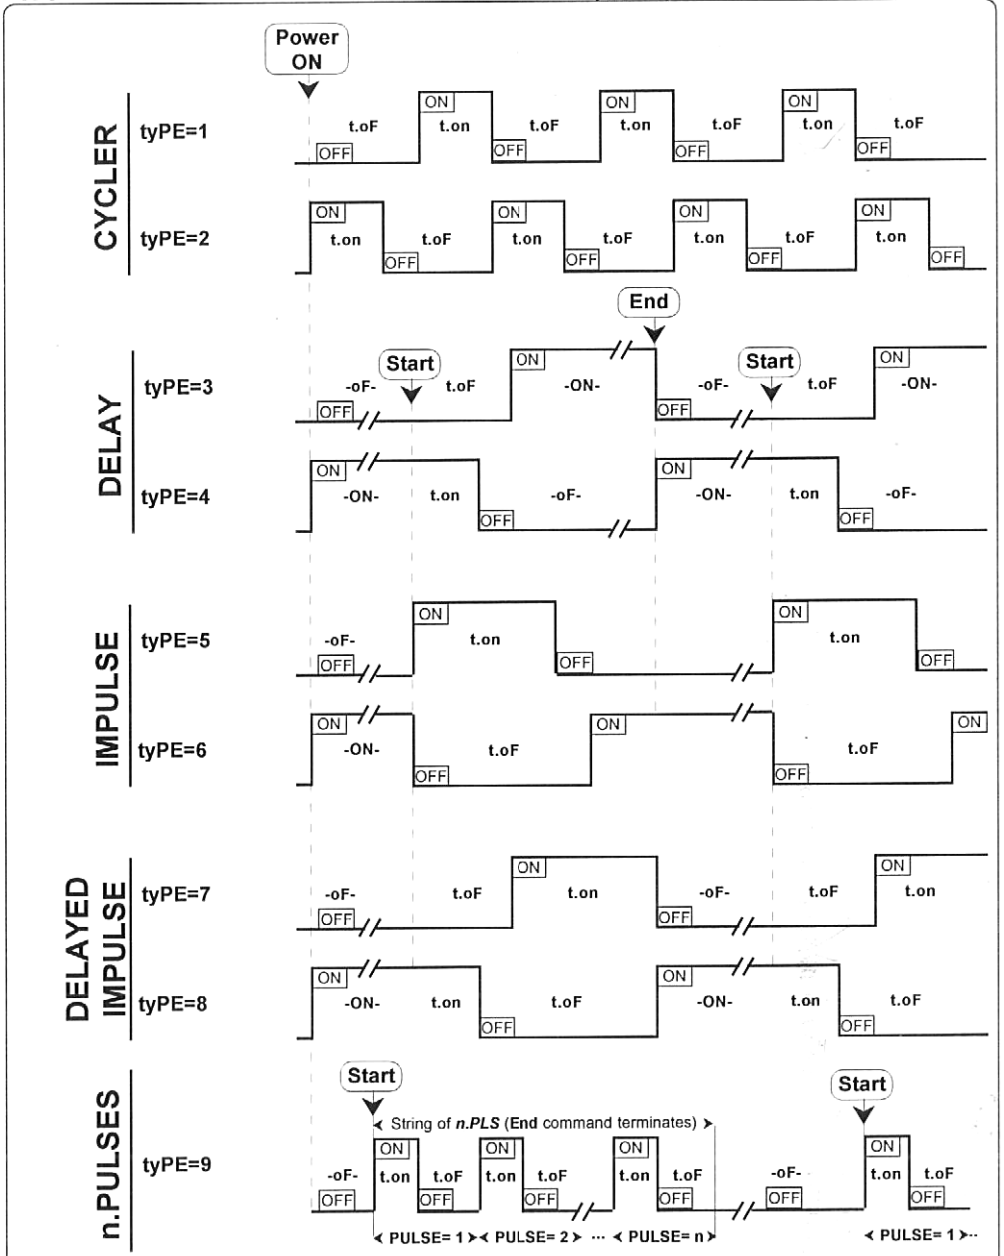 Power
ON
CYCLER
tyPE=1
OFF t.oF ON t.on OFF t.oF ON t.on OFF t.oF ON t.on OFF t.oF
tyPE=2
ON t.on OFF t.oF ON t.on OFF t.oF ON t.on OFF t.oF ON t.on OFF
End
Start
Start
DELAY
tyPE=3
-oF- OFF t.oF ON -ON- OFF -oF- t.oF ON -ON-
tyPE=4
ON -ON- t.on OFF -oF- ON -ON- t.on OFF -oF-
IMPULSE
tyPE=5
-oF- OFF ON t.on OFF ON t.on OFF
tyPE=6
ON -ON- OFF t.oF ON OFF t.oF ON
DELAYED
IMPULSE
tyPE=7
-oF- OFF t.oF ON t.on OFF -oF- t.oF ON t.on
tyPE=8
ON -ON- t.on OFF t.oF ON -ON- t.on OFF t.oF
Start
Start
String of n.PLS (End command terminates)
n.PULSES
tyPE=9
-oF- OFF ON t.on OFF t.oF ON t.on OFF t.oF ON t.on OFF t.oF -oF- OFF ON t.on OFF t.oF
PULSE= 1 PULSE= 2 ... PULSE= n PULSE= 1 ...